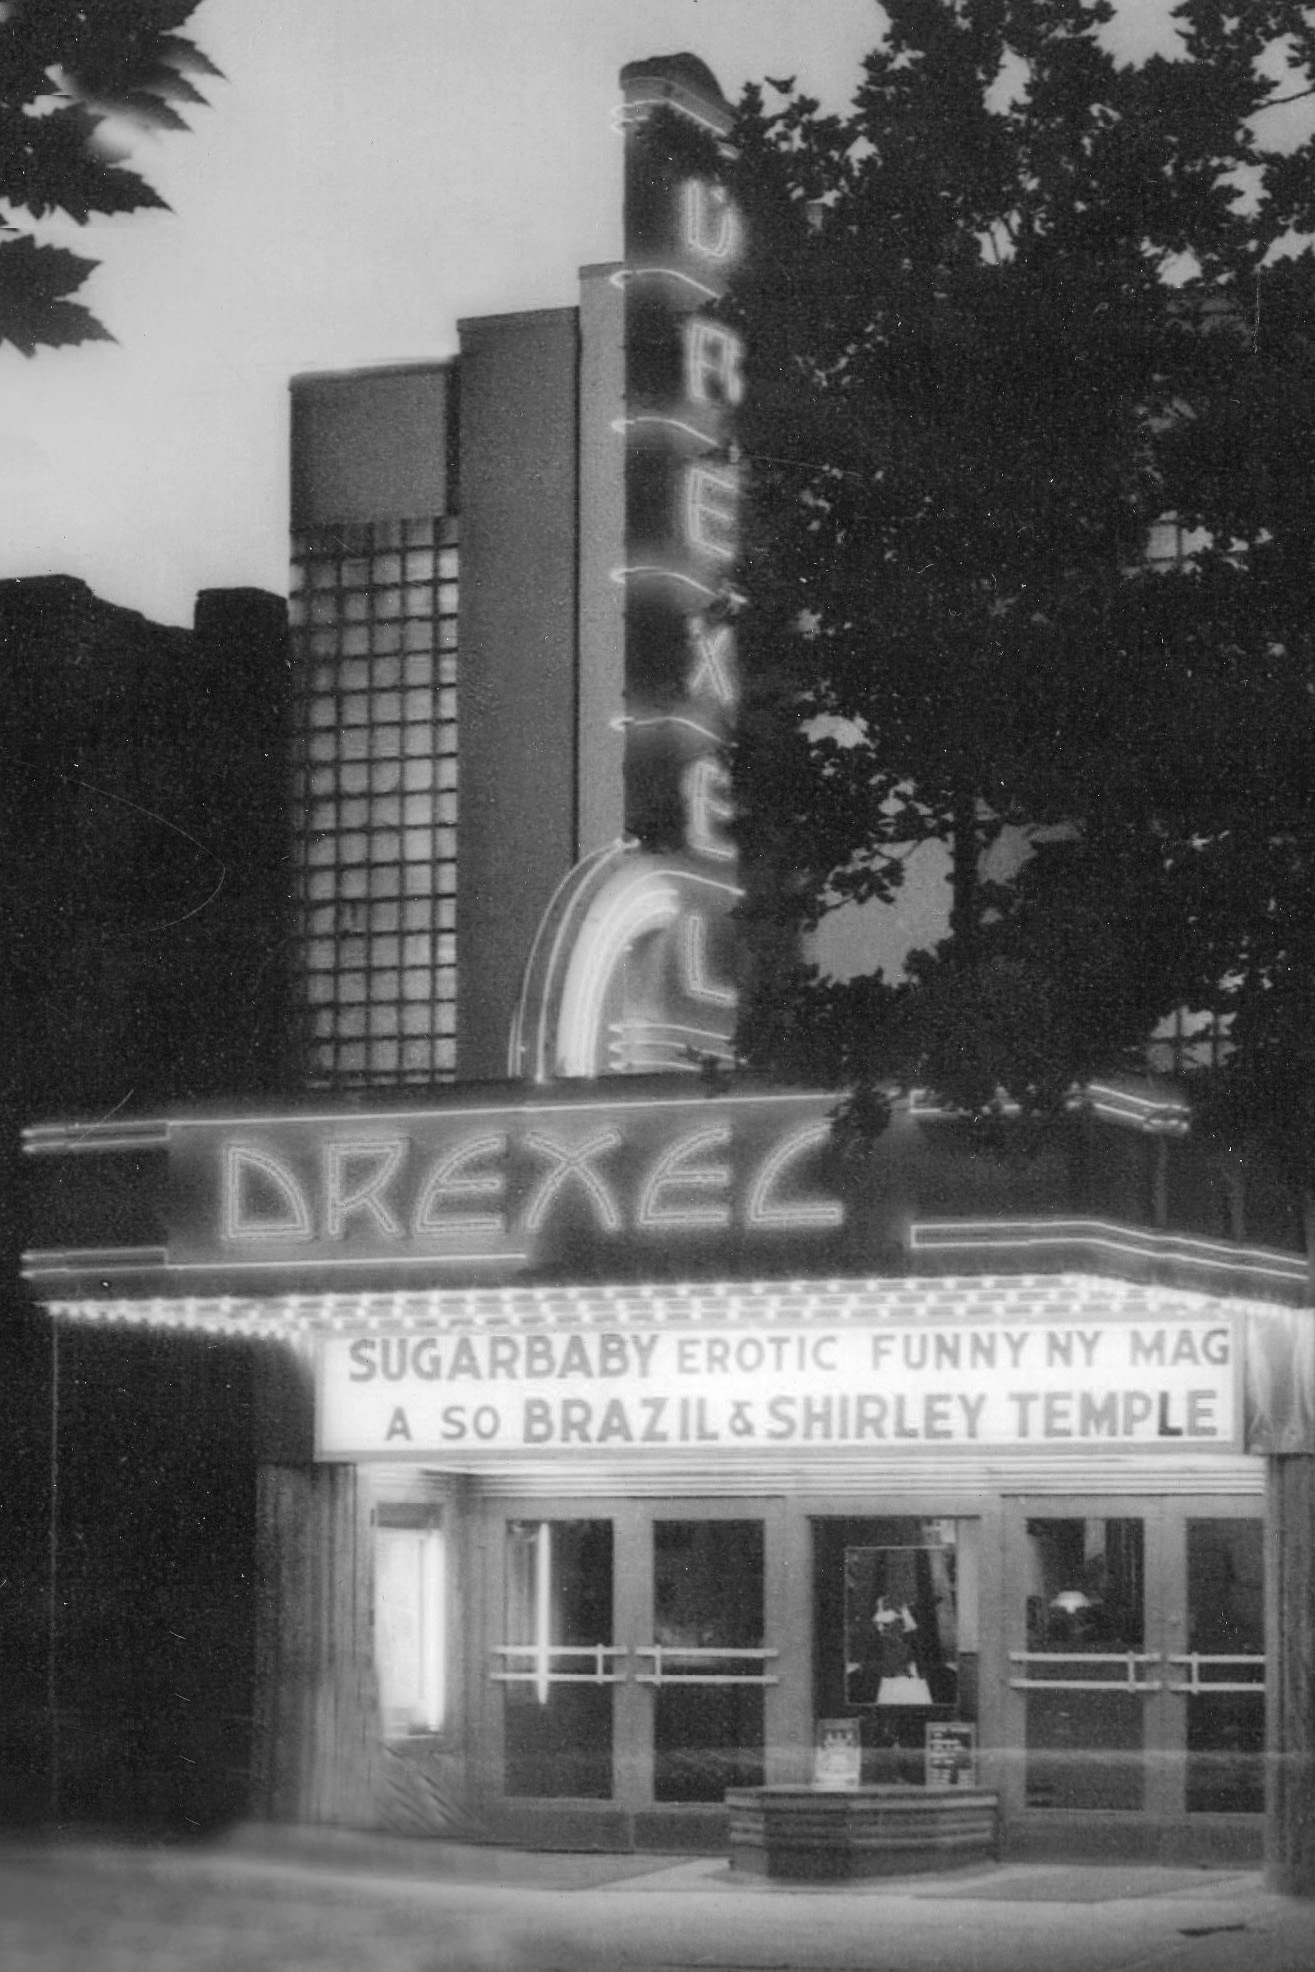 DREXEL
DREXEL
SUGARBABY EROTIC FUNNY NY MAG
A SO BRAZIL & SHIRLEY TEMPLE